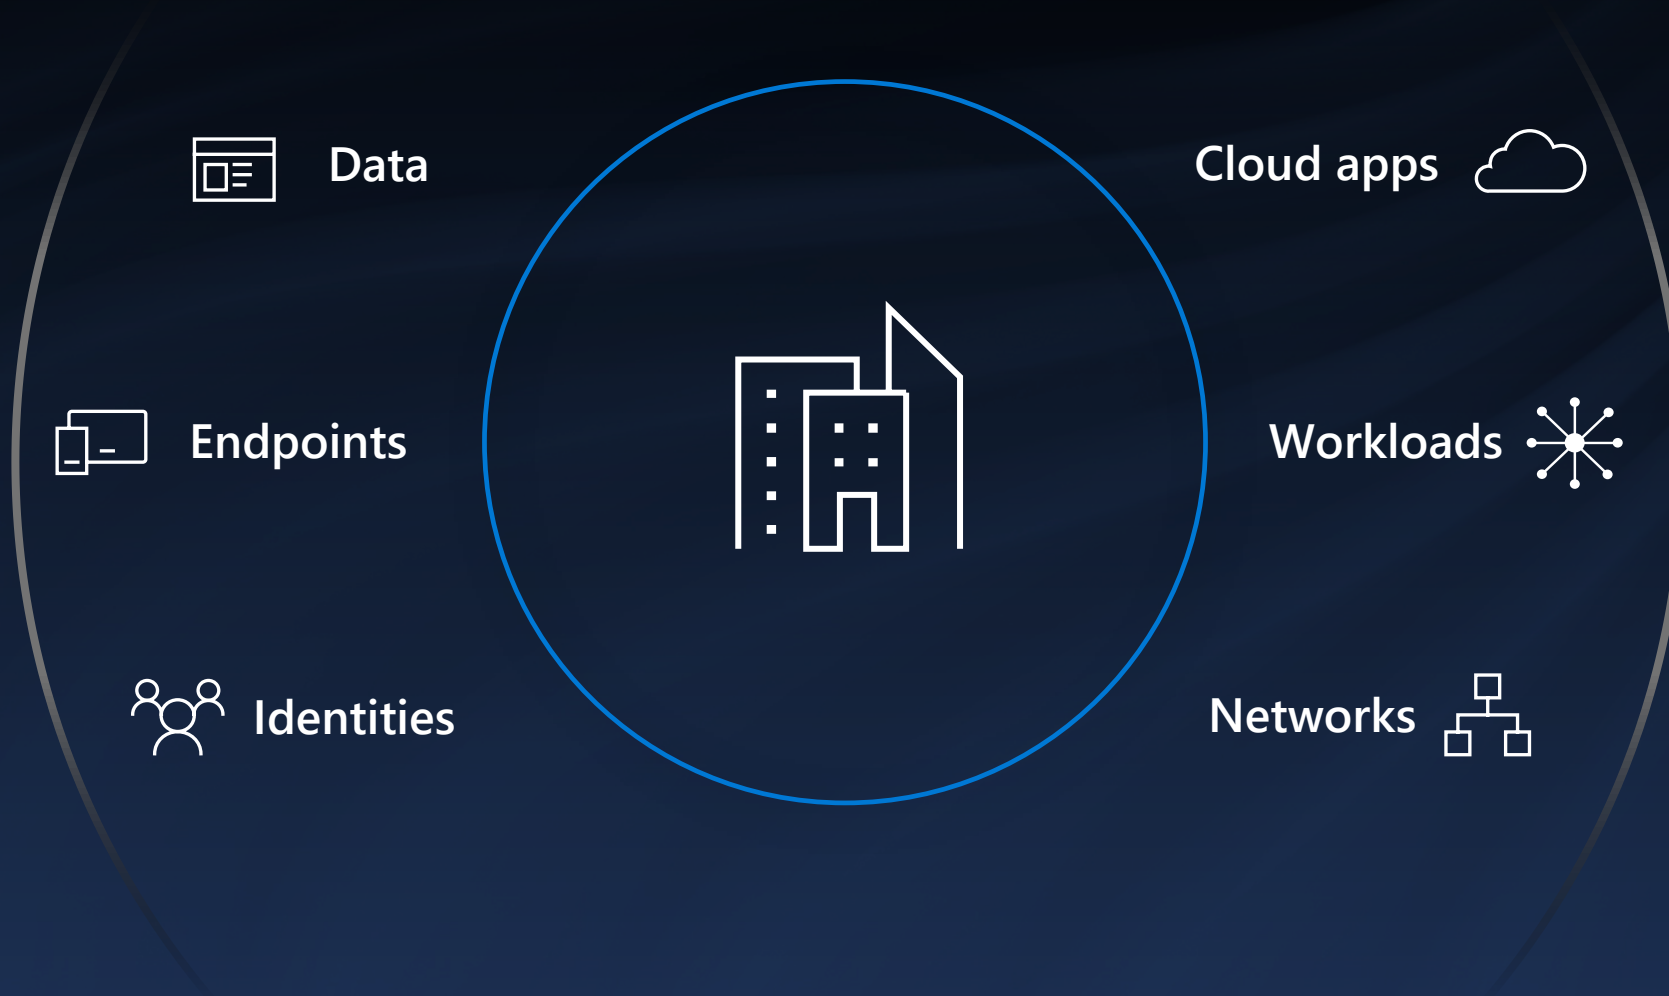 Data
Cloud apps
Endpoints
Workloads
Identities
Networks